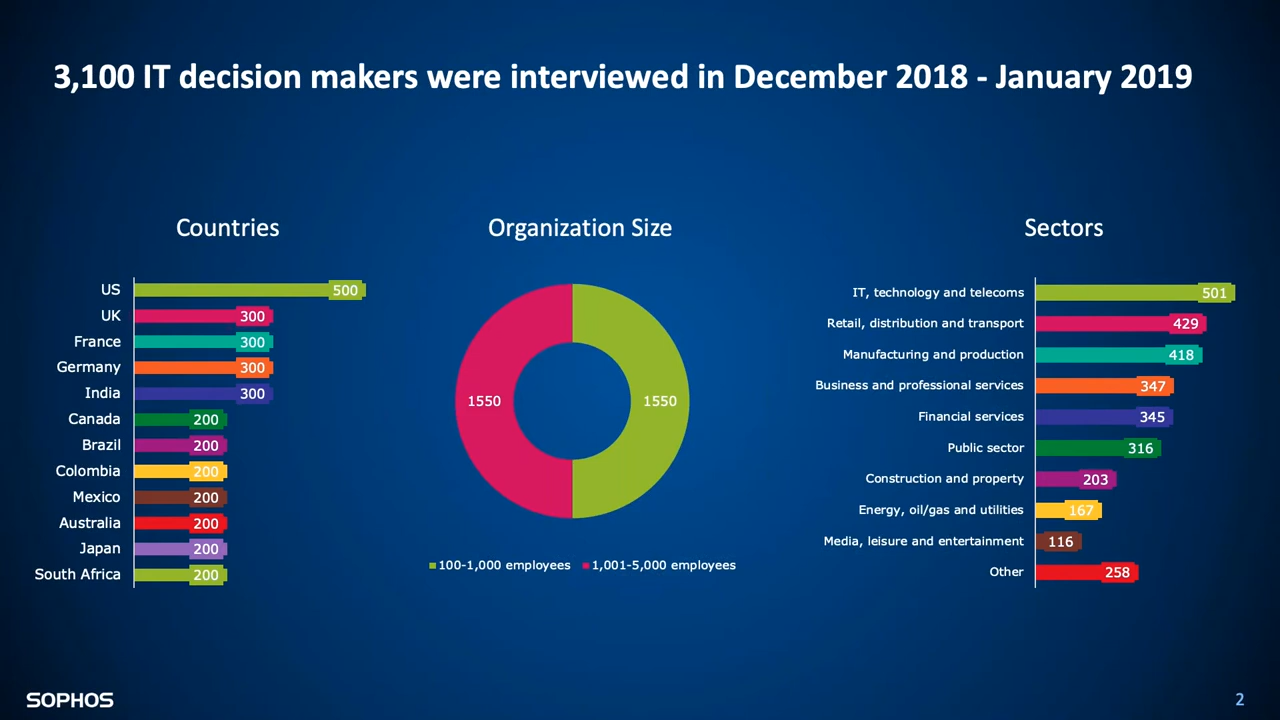 3,100 IT decision makers were interviewed in December 2018 - January 2019
Countries
US 500
UK 300
France 300
Germany 300
India 300
Canada 200
Brazil 200
Colombia 200
Mexico 200
Australia 200
Japan 200
South Africa 200
Organization Size
1550 1550
100-1,000 employees 1,001-5,000 employees
Sectors
IT, technology and telecoms 501
Retail, distribution and transport 429
Manufacturing and production 418
Business and professional services 347
Financial services 345
Public sector 316
Construction and property 203
Energy, oil/gas and utilities 167
Media, leisure and entertainment 116
Other 258
SOPHOS
2